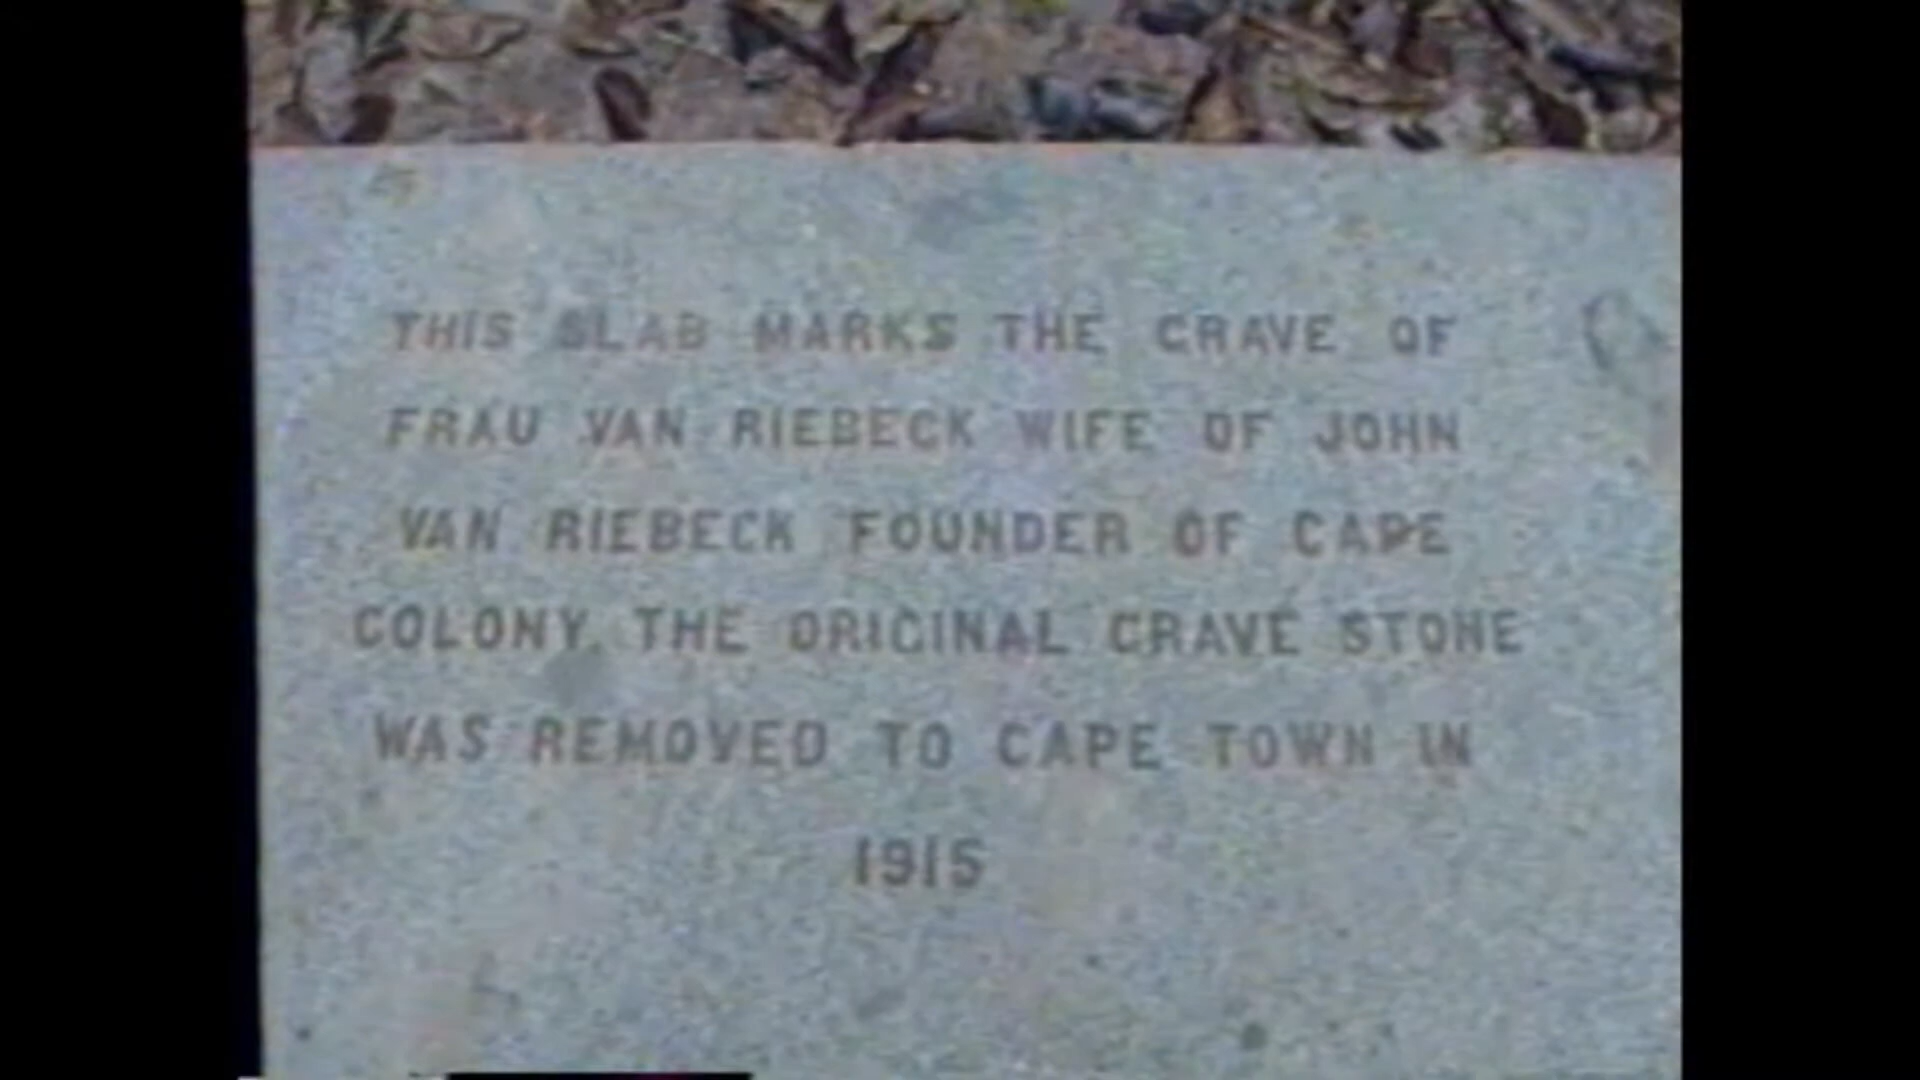 THIS SLAB MARKS THE GRAVE OF
FRAU VAN RIEBECK WIFE OF JOHN
VAN RIEBECK FOUNDER OF CAPE
COLONY. THE ORIGINAL GRAVE STONE
WAS REMOVED TO CAPE TOWN IN
1915